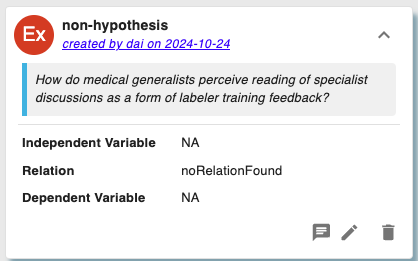 Ex
non-hypothesis
created by dai on 2024-10-24
How do medical generalists perceive reading of specialist
discussions as a form of labeler training feedback?
Independent Variable NA
Relation noRelationFound
Dependent Variable NA